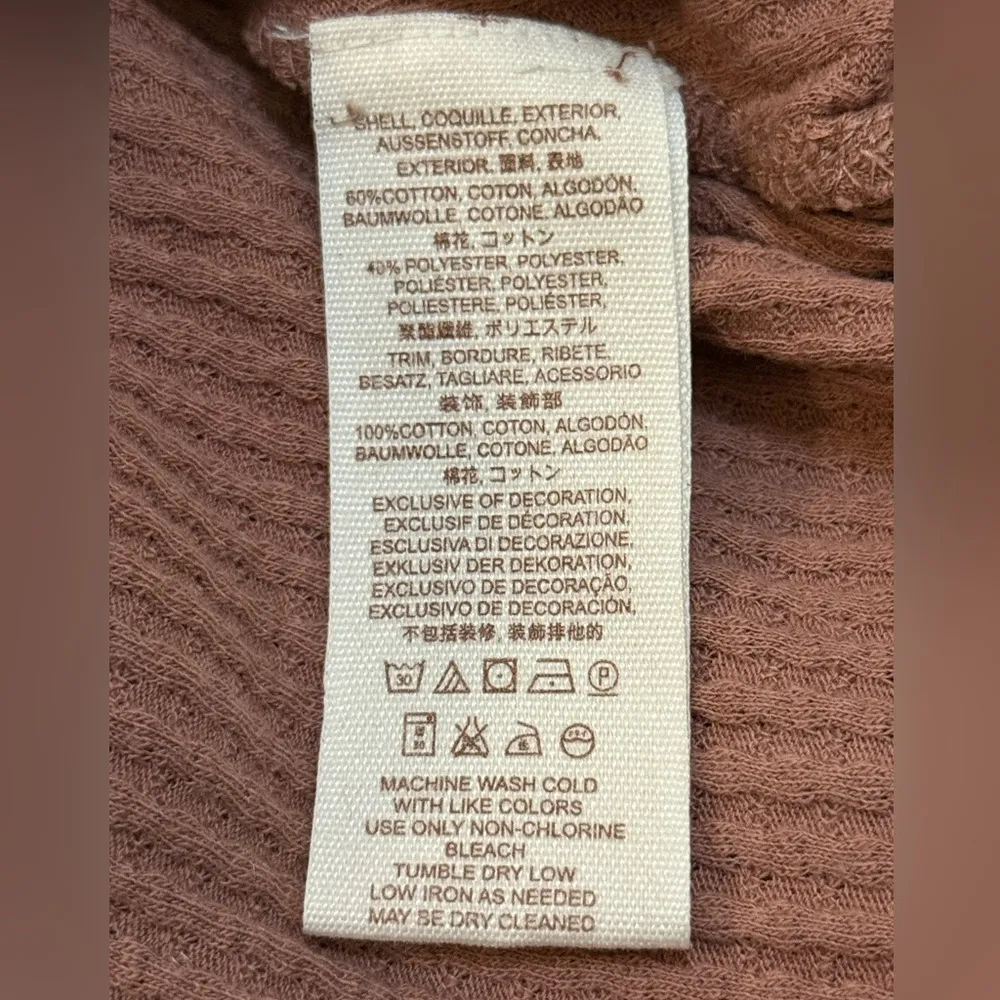 SHELL, COQUILLE, EXTERIOR,
AUSSENSTOFF, CONCHA,
EXTERIOR, 面料, 表地
60%COTTON, COTON, ALGODÓN,
BAUMWOLLE, COTONE, ALGODÃO
棉花, コットン
40% POLYESTER, POLYESTER,
POLIÉSTER, POLYESTER,
POLIESTERE, POLIÉSTER,
聚酯纖維, ポリエステル
TRIM, BORDURE, RIBETE,
BESATZ, TAGLIARE, ACESSORIO
装饰, 装飾部
100%COTTON, COTON, ALGODÓN,
BAUMWOLLE, COTONE, ALGODÃO
棉花, コットン
EXCLUSIVE OF DECORATION,
EXCLUSIF DE DÉCORATION,
ESCLUSIVA DI DECORAZIONE,
EXKLUSIV DER DEKORATION,
EXCLUSIVO DE DECORAÇÃO,
EXCLUSIVO DE DECORACIÓN,
不包括装修, 装飾排他的
30 P
30 低
MACHINE WASH COLD
WITH LIKE COLORS
USE ONLY NON-CHLORINE
BLEACH
TUMBLE DRY LOW
LOW IRON AS NEEDED
MAY BE DRY CLEANED